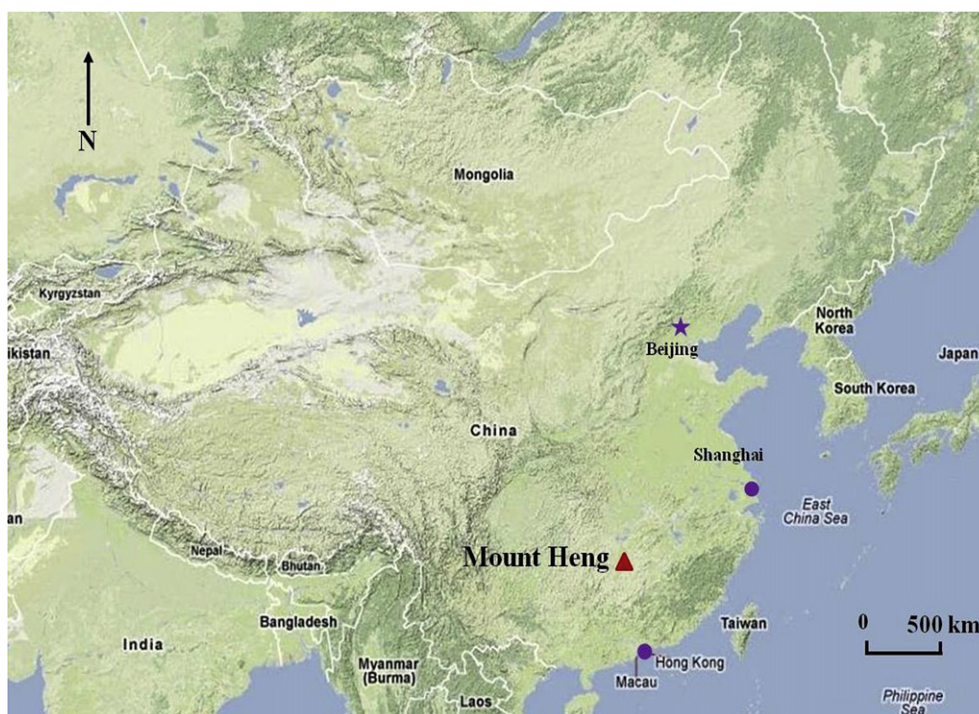 N
Mongolia
Kyrgyzstan
North
Korea
Beijing
ikistan
Japan
South Korea
China
Shanghai
East
China Sea
an
Nepal
Mount Heng
Bhutan
Bangladesh
Taiwan
0 500 km
India
Myanmar
(Burma)
Hong Kong
Macau
Laos
Philippine
Sea